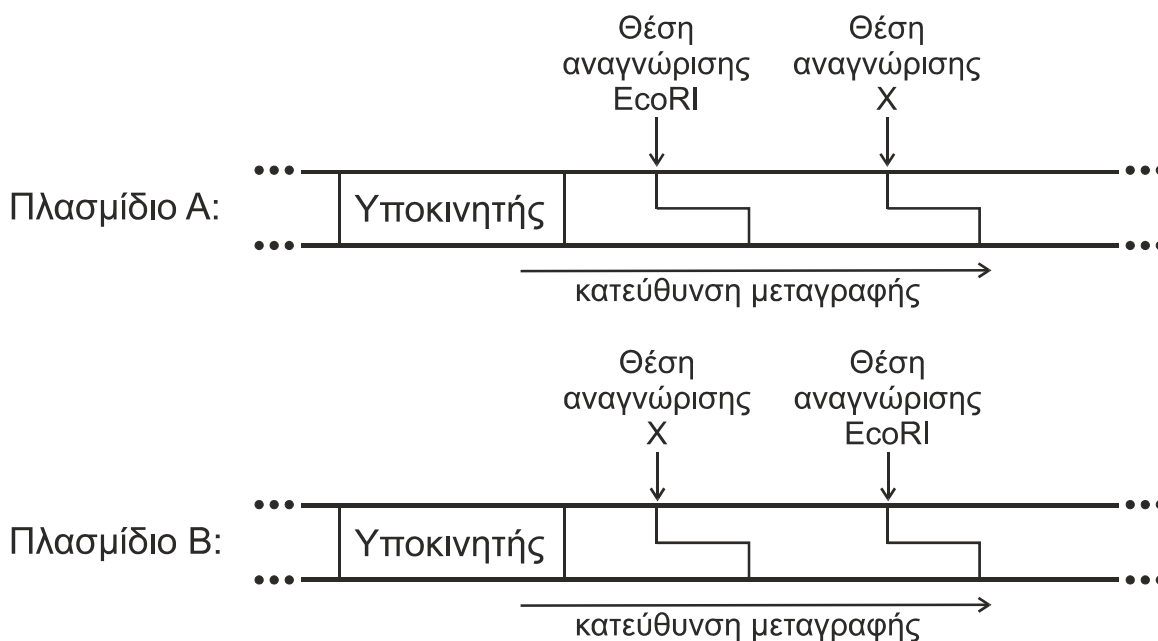 Θέση
αναγνώρισης
EcoRI
Θέση
αναγνώρισης
X
Πλασμίδιο Α:
Υποκινητής
κατεύθυνση μεταγραφής
Θέση
αναγνώρισης
X
Θέση
αναγνώρισης
EcoRI
Πλασμίδιο Β:
Υποκινητής
κατεύθυνση μεταγραφής